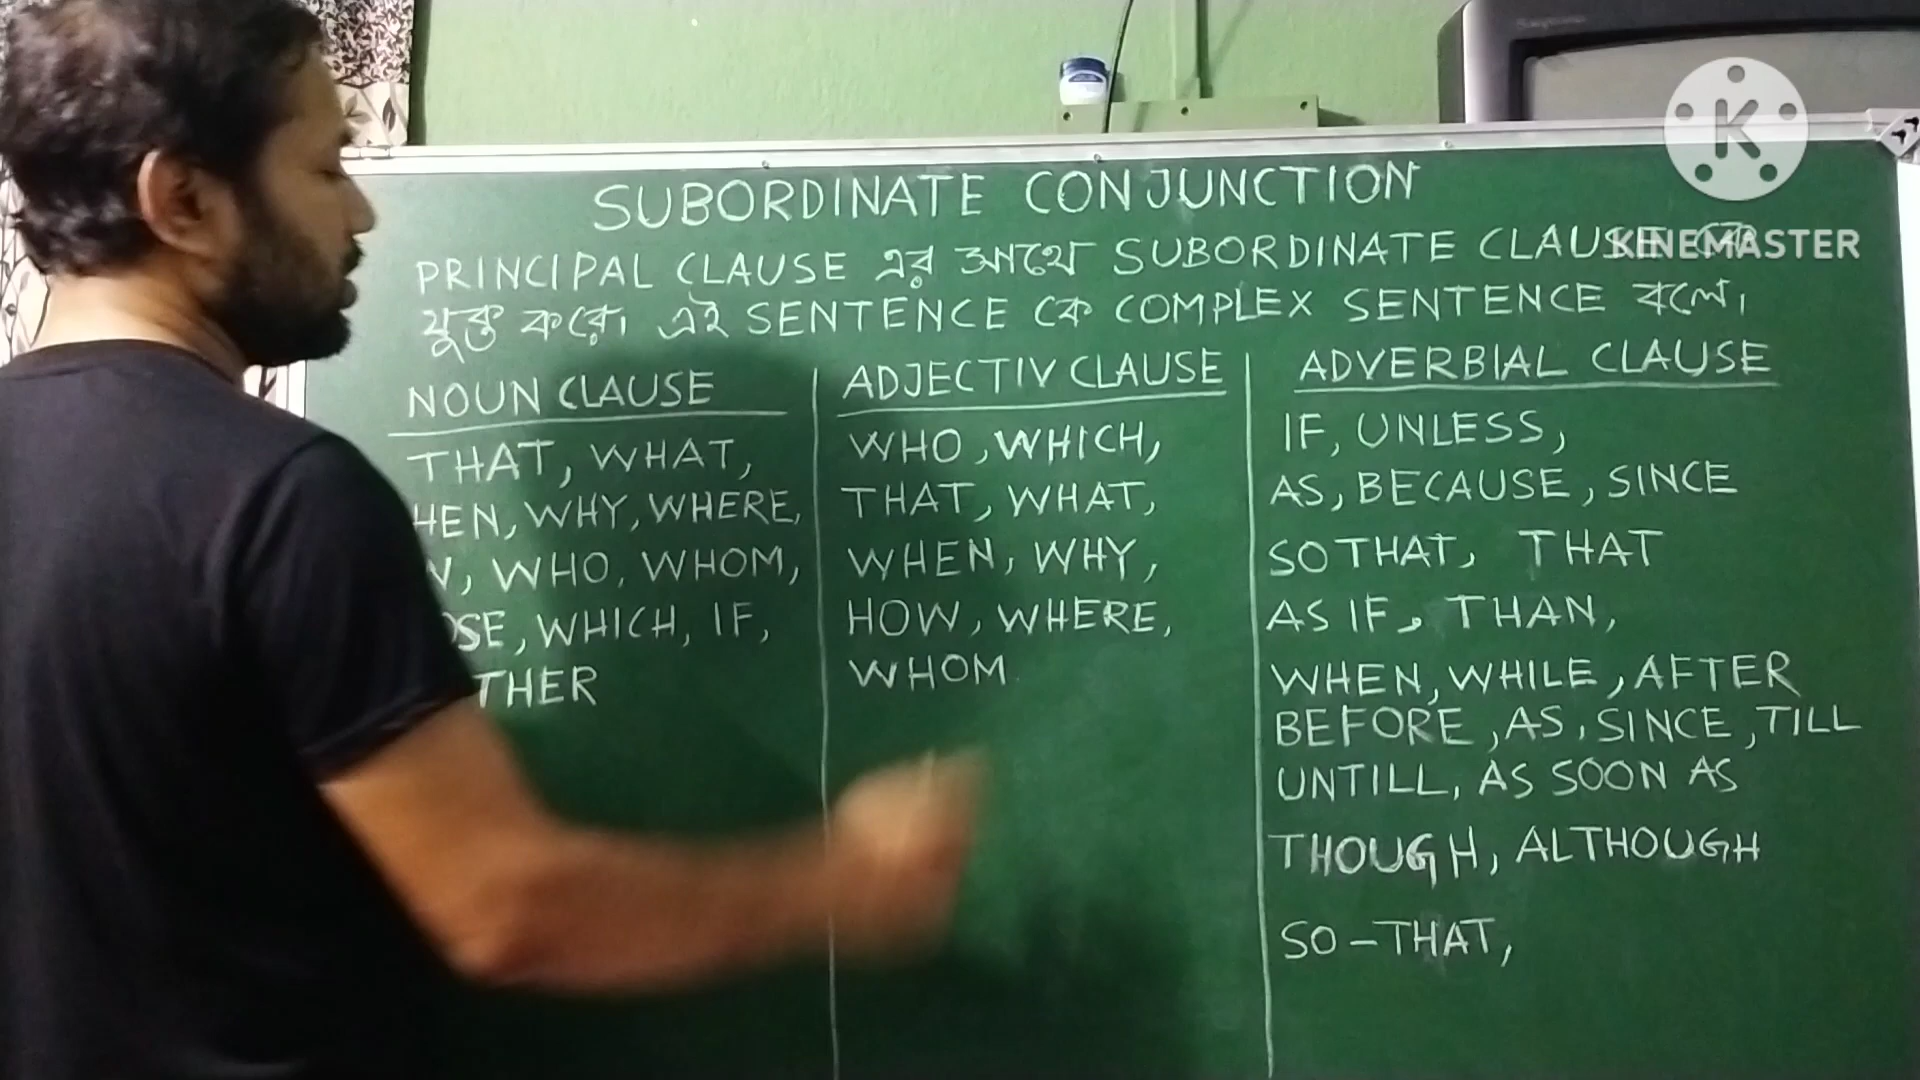 SUBORDINATE CONJUNCTION
PRINCIPAL CLAUSE এর সাথে SUBORDINATE CLAUSE কে
যুক্ত করে। এই SENTENCE কে COMPLEX SENTENCE বলে।
NOUN CLAUSE
THAT, WHAT,
HEN, WHY, WHERE,
WHO, WHOM,
OSE, WHICH, IF,
THER
ADJECTIV CLAUSE
WHO, WHICH,
THAT, WHAT,
WHEN, WHY,
HOW, WHERE,
WHOM
ADVERBIAL CLAUSE
IF, UNLESS,
AS, BECAUSE, SINCE
SO THAT, THAT
AS IF, THAN,
WHEN, WHILE, AFTER
BEFORE, AS, SINCE, TILL
UNTILL, AS SOON AS
THOUGH, ALTHOUGH
SO – THAT,
K
KINEMASTER